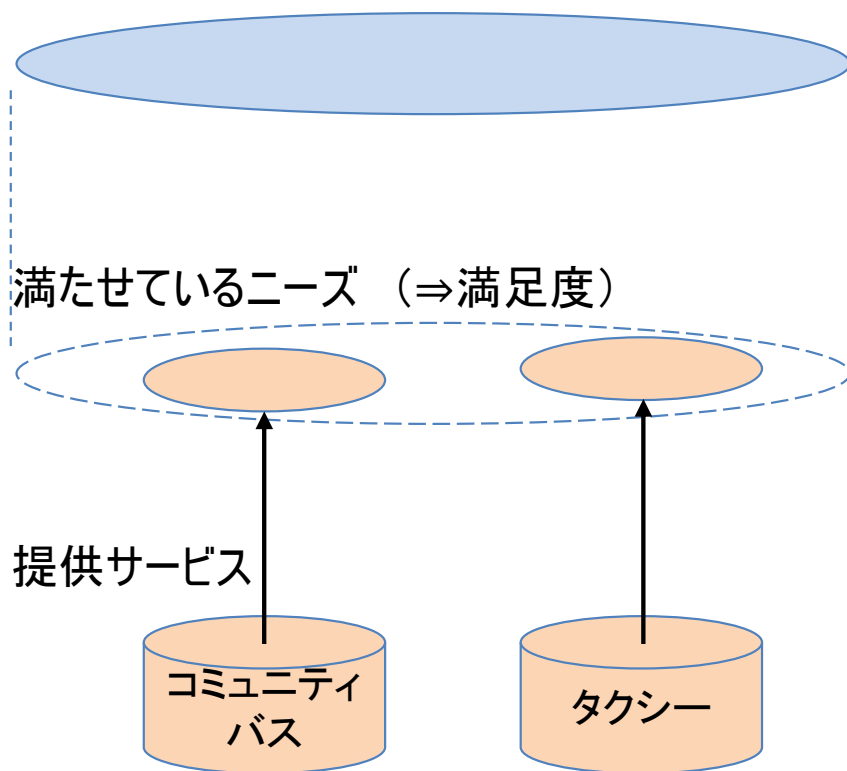 満たせているニーズ （⇒満足度）
提供サービス
コミュニティ
バス
タクシー